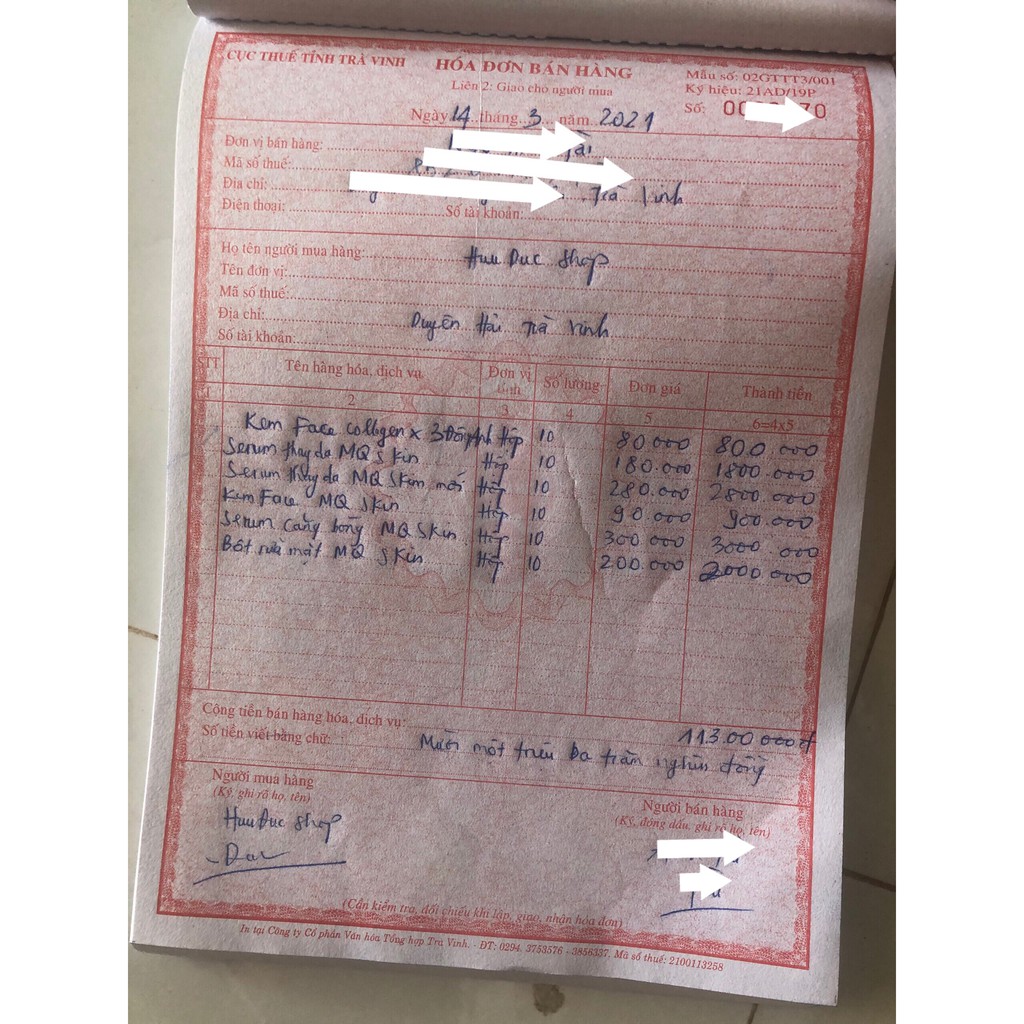 CỤC THUẾ TỈNH TRÀ VINH
HÓA ĐƠN BÁN HÀNG
Liên 2: Giao cho người mua
Mẫu số: 02GTTT3/001
Ký hiệu: 21AD/19P
Số:
Ngày 14 tháng 3 năm 2021
Đơn vị bán hàng:
Mã số thuế:
Địa chỉ: Trà Vinh
Điện thoại: Số tài khoản:
Họ tên người mua hàng: Huu Duc Shop
Tên đơn vị:
Mã số thuế:
Địa chỉ: Duyên Hải Trà Vinh
Số tài khoản:
STT Tên hàng hóa, dịch vụ Đơn vị tính Số lượng Đơn giá Thành tiền
1 2 3 4 5 6=4x5
Kem Face Collagen x 3 Hộp 10 80.000 800.000
Serum thay da MQ Skin Hộp 10 180.000 1800.000
Serum thay da MQ Skin mới Hộp 10 280.000 2800.000
Kem Face MQ Skin Hộp 10 90.000 900.000
Serum căng bóng MQ Skin Hộp 10 300.000 3000.000
Bột rửa mặt MQ Skin Hộp 10 200.000 2000.000
Cộng tiền bán hàng hóa, dịch vụ: 113.00.000đ
Số tiền viết bằng chữ: Mười một triệu ba trăm nghìn đồng
Người mua hàng
(Ký, ghi rõ họ, tên)
Huu Duc Shop
Người bán hàng
(Ký, đóng dấu, ghi rõ họ, tên)
(Cần kiểm tra, đối chiếu khi lập, giao, nhận hóa đơn)
In tại Công ty Cổ phần Văn hóa Tổng hợp Trà Vinh. - ĐT: 0294. 3753576 - 3856337. Mã số thuế: 2100113258